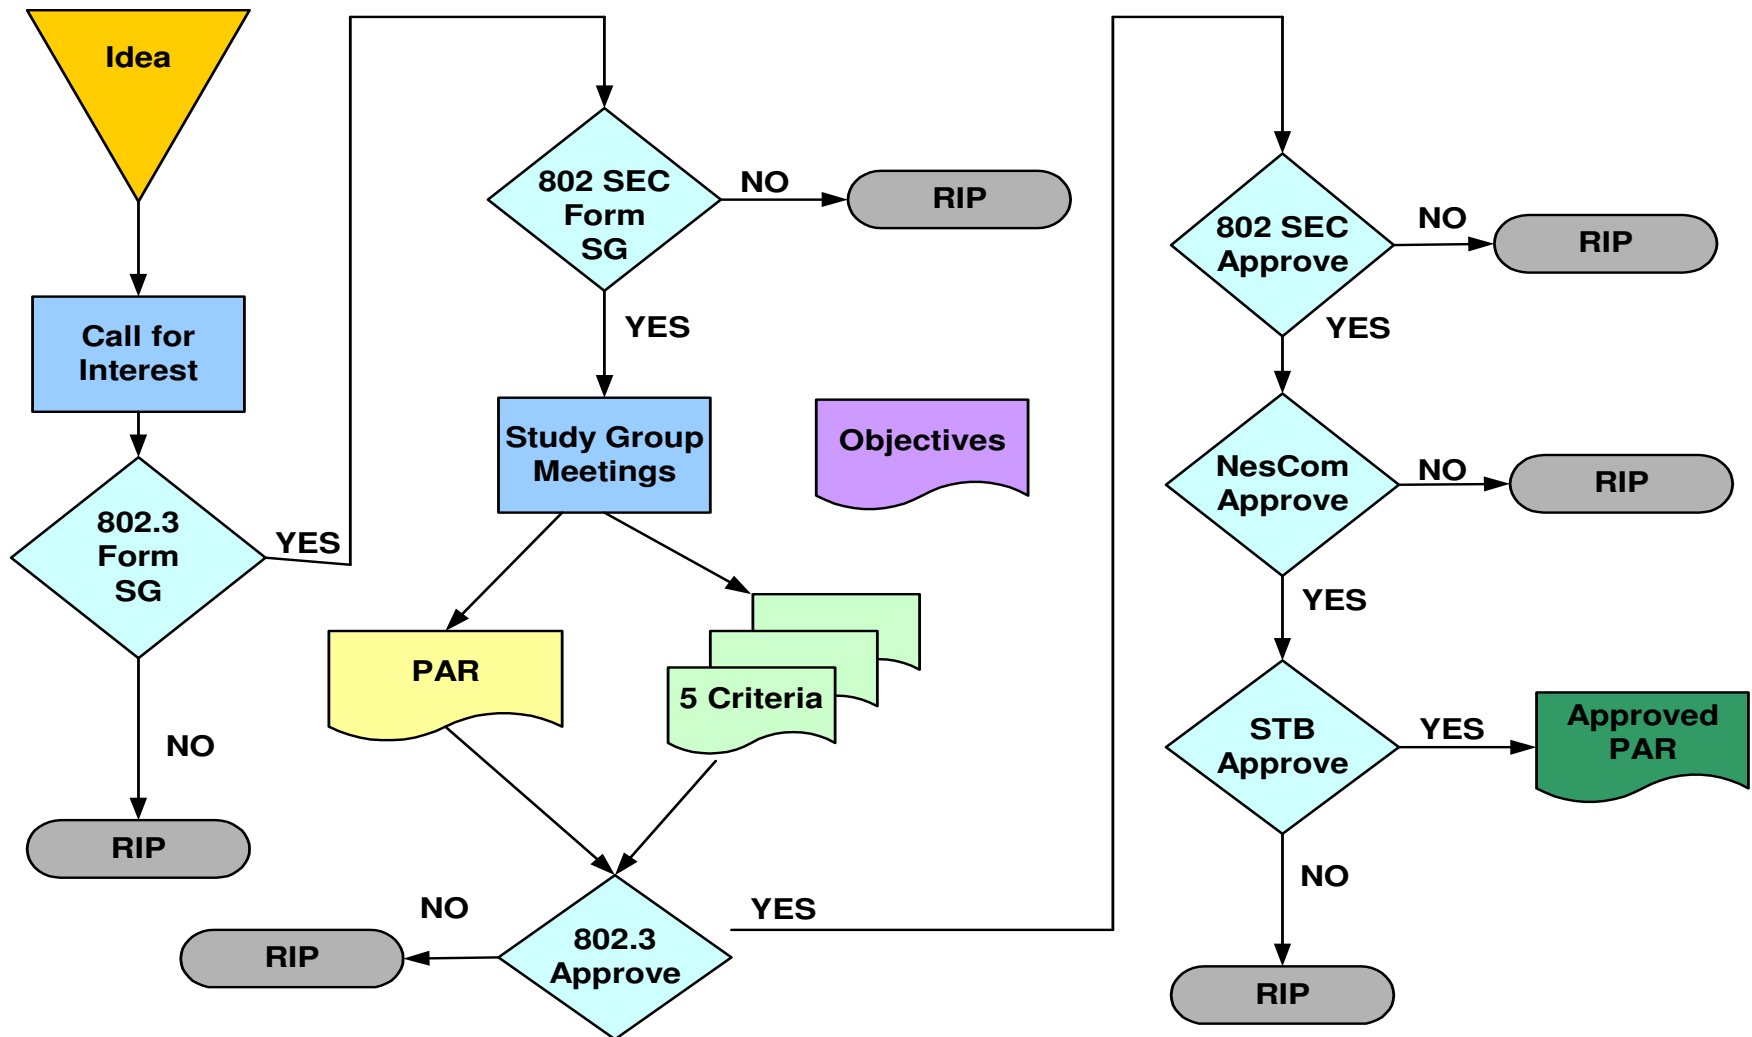 Idea
Call for
Interest
802.3
Form
SG
YES
NO
RIP
802 SEC
Form
SG
NO
RIP
YES
Study Group
Meetings
Objectives
PAR
5 Criteria
802.3
Approve
NO
RIP
YES
802 SEC
Approve
NO
RIP
YES
NesCom
Approve
NO
RIP
YES
STB
Approve
YES
Approved
PAR
NO
RIP